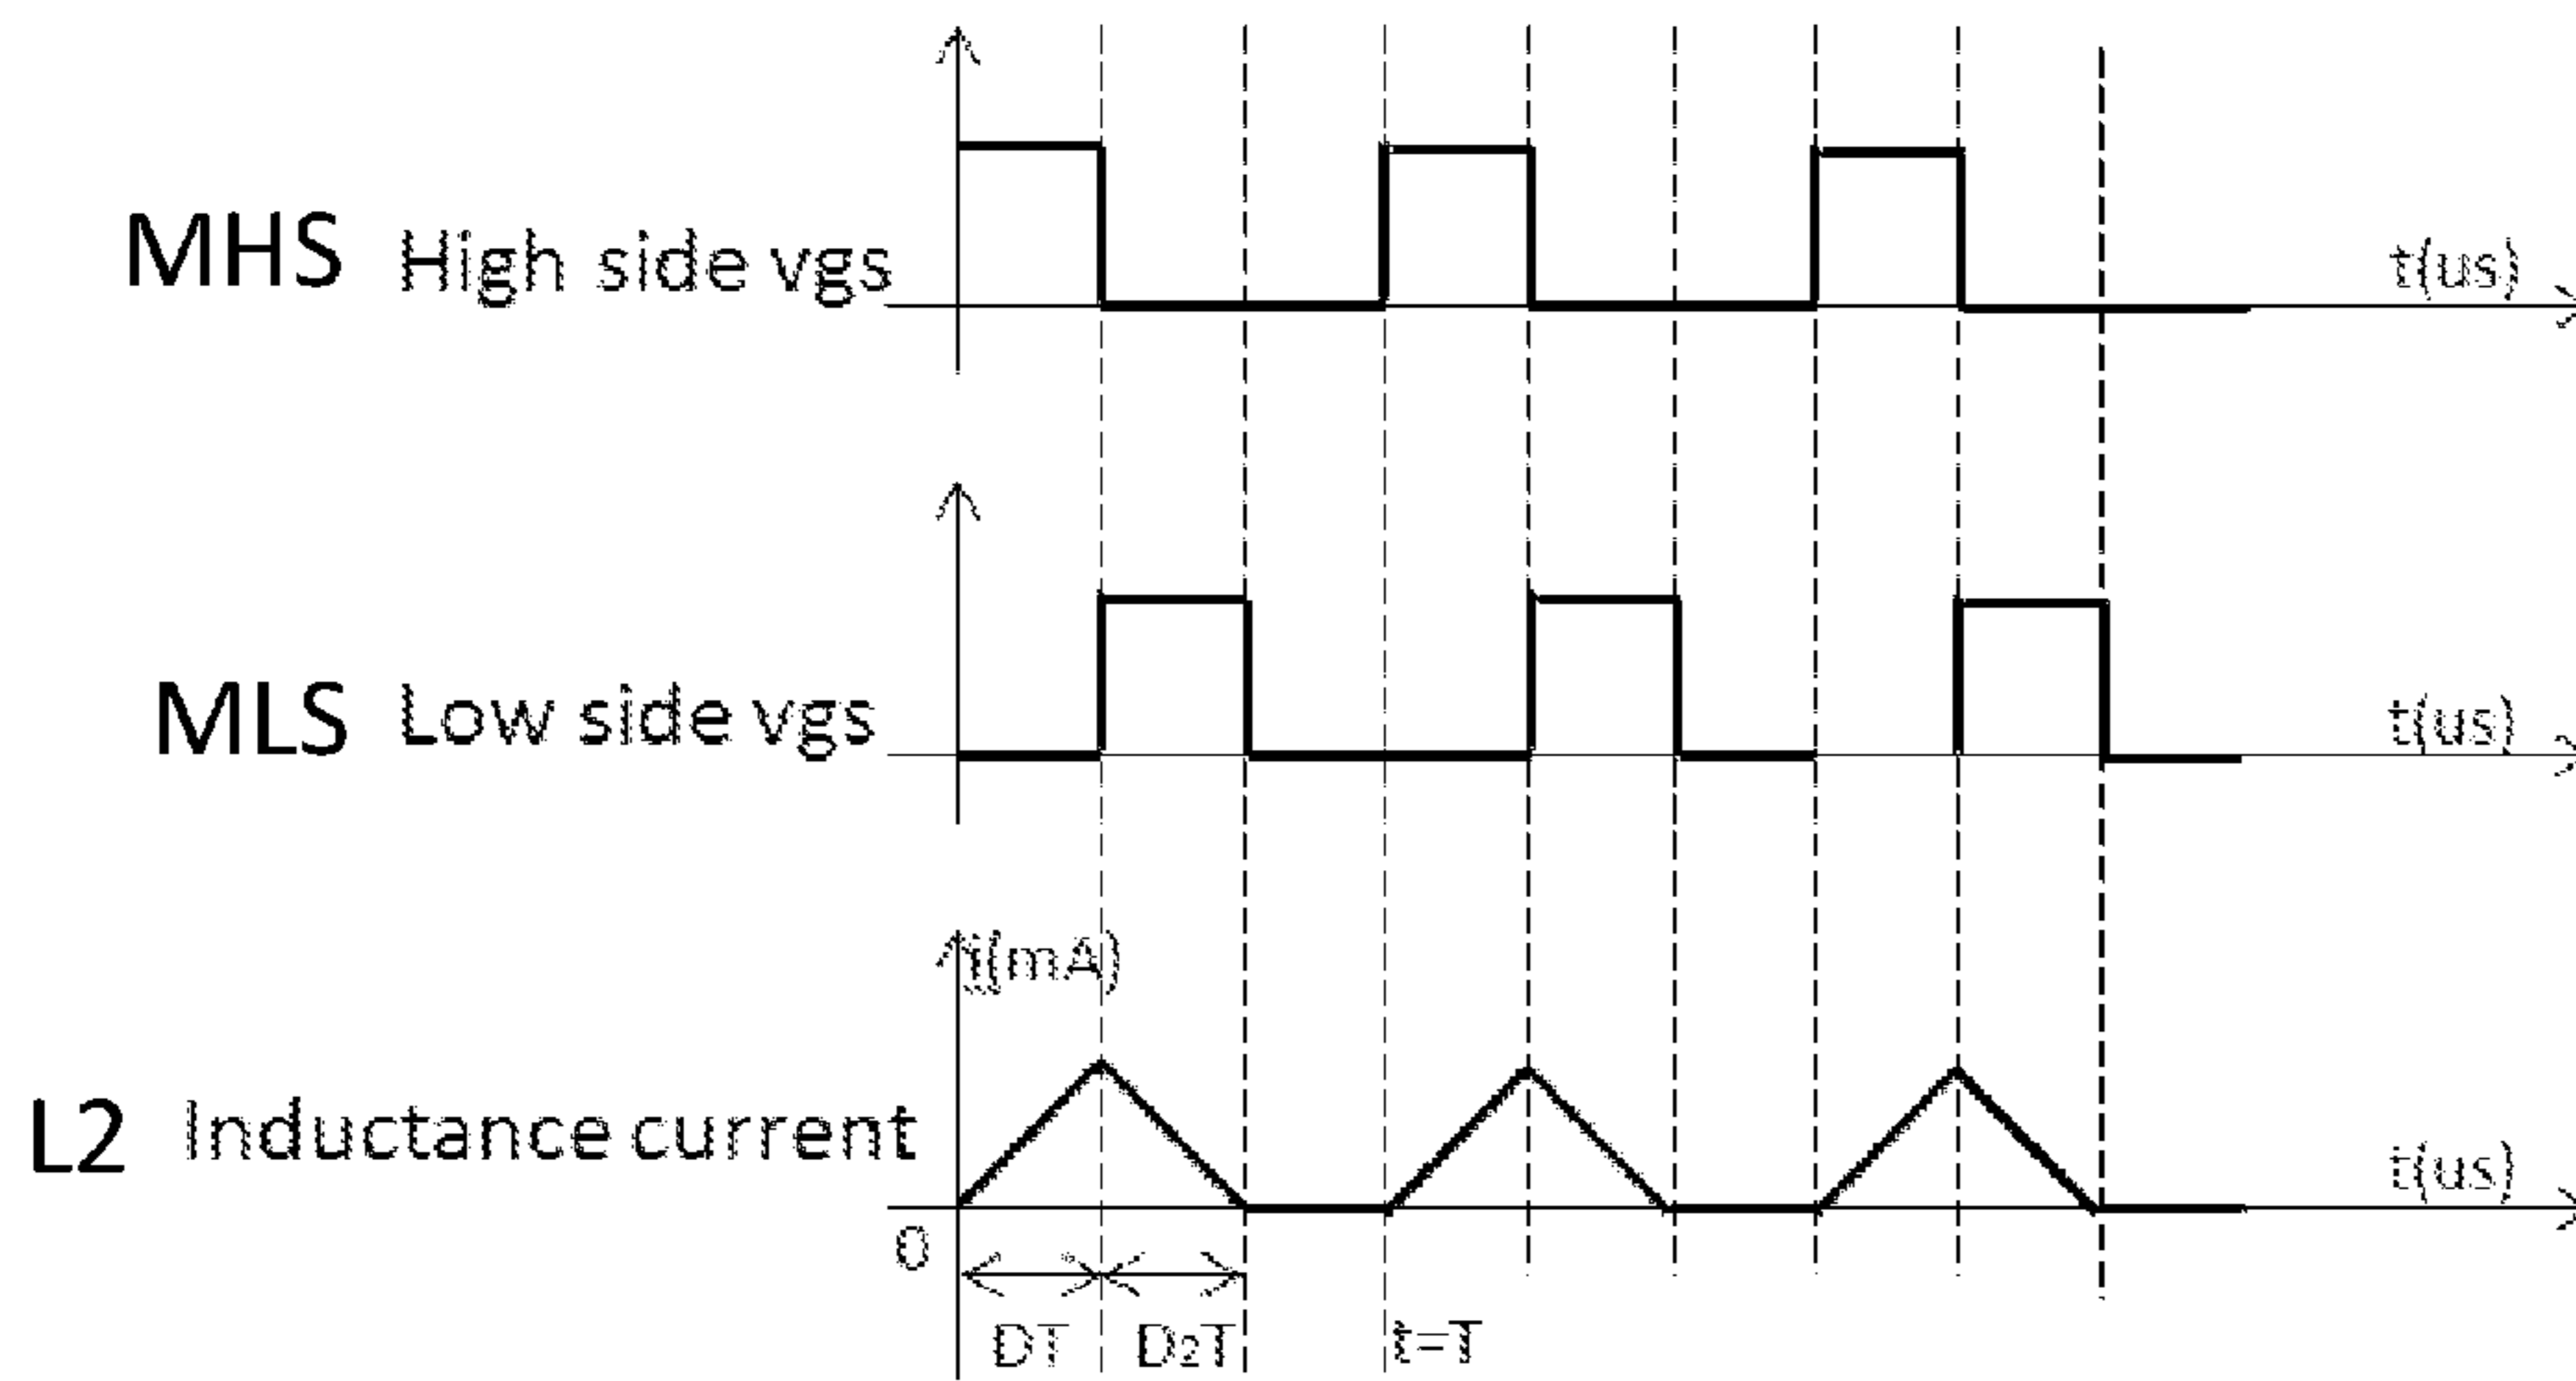 MHS High side vgs
t(us)
MLS Low side vgs
t(us)
i(mA)
L2 Inductance current
t(us)
0
DT D2T t=T